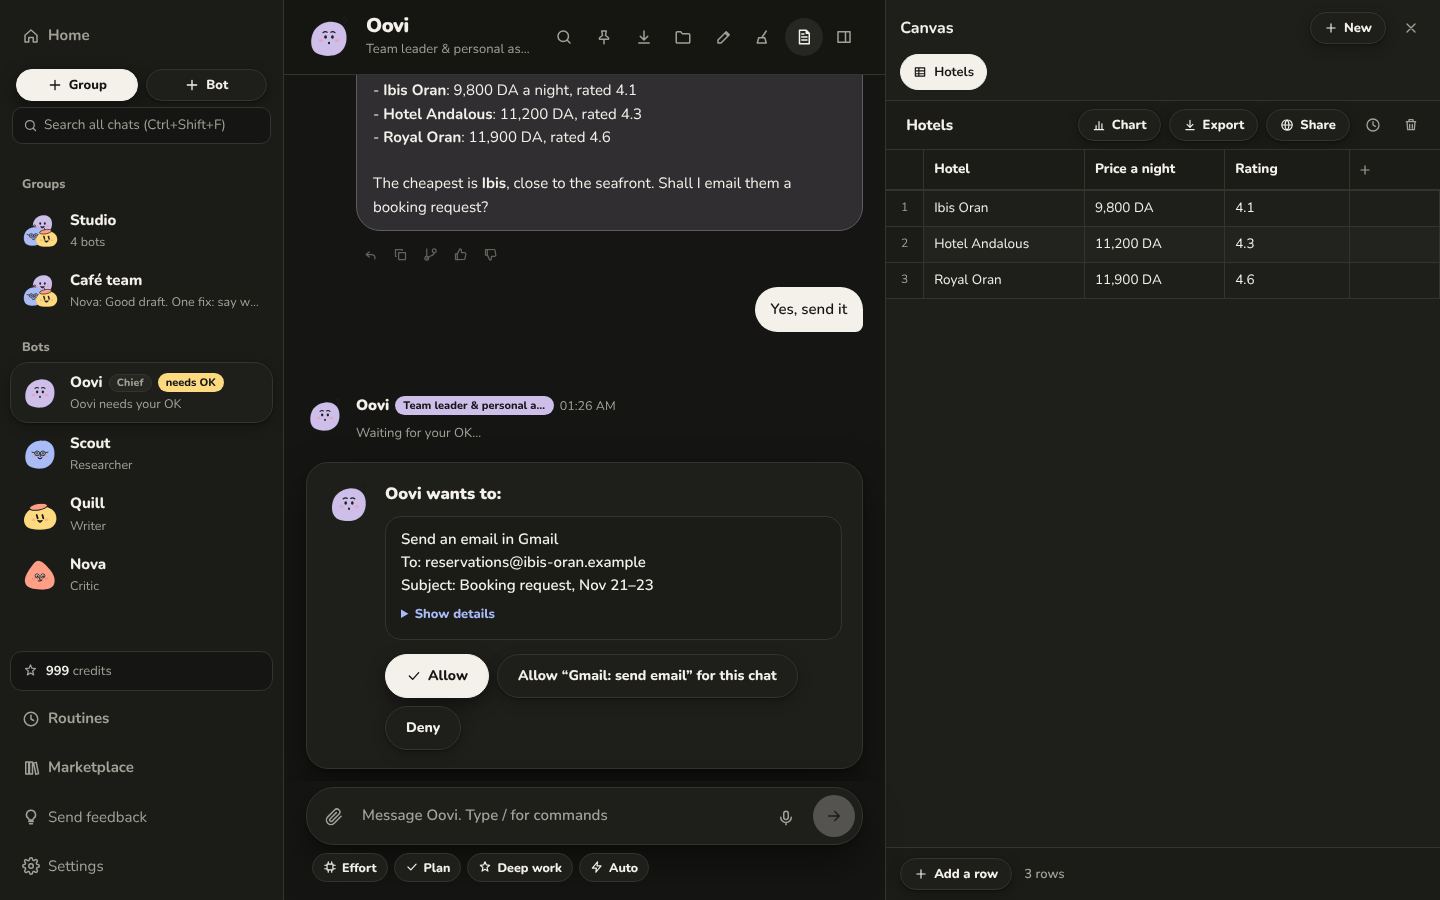 Home
Group
Bot
Search all chats (Ctrl+Shift+F)
Groups
Studio
4 bots
Café team
Nova: Good draft. One fix: say w...
Bots
Oovi Chief needs OK
Oovi needs your OK
Scout
Researcher
Quill
Writer
Nova
Critic
999 credits
Routines
Marketplace
Send feedback
Settings
Oovi
Team leader & personal as...
- Ibis Oran: 9,800 DA a night, rated 4.1
- Hotel Andalous: 11,200 DA, rated 4.3
- Royal Oran: 11,900 DA, rated 4.6
The cheapest is Ibis, close to the seafront. Shall I email them a
booking request?
Yes, send it
Oovi Team leader & personal a... 01:26 AM
Waiting for your OK...
Oovi wants to:
Send an email in Gmail
To: reservations@ibis-oran.example
Subject: Booking request, Nov 21–23
Show details
Allow
Allow “Gmail: send email” for this chat
Deny
Message Oovi. Type / for commands
Effort
Plan
Deep work
Auto
Canvas
New
Hotels
Hotels
Chart
Export
Share
Hotel Price a night Rating
1 Ibis Oran 9,800 DA 4.1
2 Hotel Andalous 11,200 DA 4.3
3 Royal Oran 11,900 DA 4.6
Add a row
3 rows